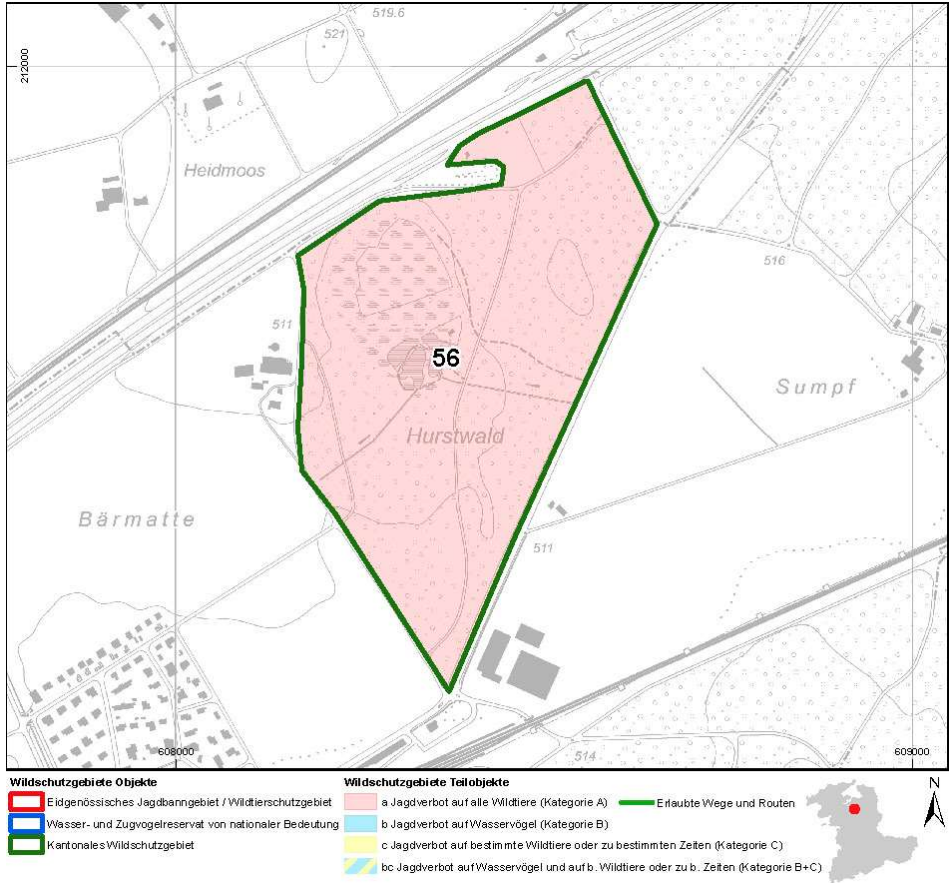 519.6
521
212000
Heidmoos
516
511
56
Sumpf
Hurstwald
Bärmatte
511
608000
514
609000
Wildschutzgebiete Objekte
Eidgenössisches Jagdbanngebiet / Wildtierschutzgebiet
Wasser- und Zugvogelreservat von nationaler Bedeutung
Kantonales Wildschutzgebiet
Wildschutzgebiete Teilobjekte
a Jagdverbot auf alle Wildtiere (Kategorie A)
b Jagdverbot auf Wasservögel (Kategorie B)
c Jagdverbot auf bestimmte Wildtiere oder zu bestimmten Zeiten (Kategorie C)
bc Jagdverbot auf Wasservögel und auf b. Wildtiere oder zu b. Zeiten (Kategorie B+C)
Erlaubte Wege und Routen
N